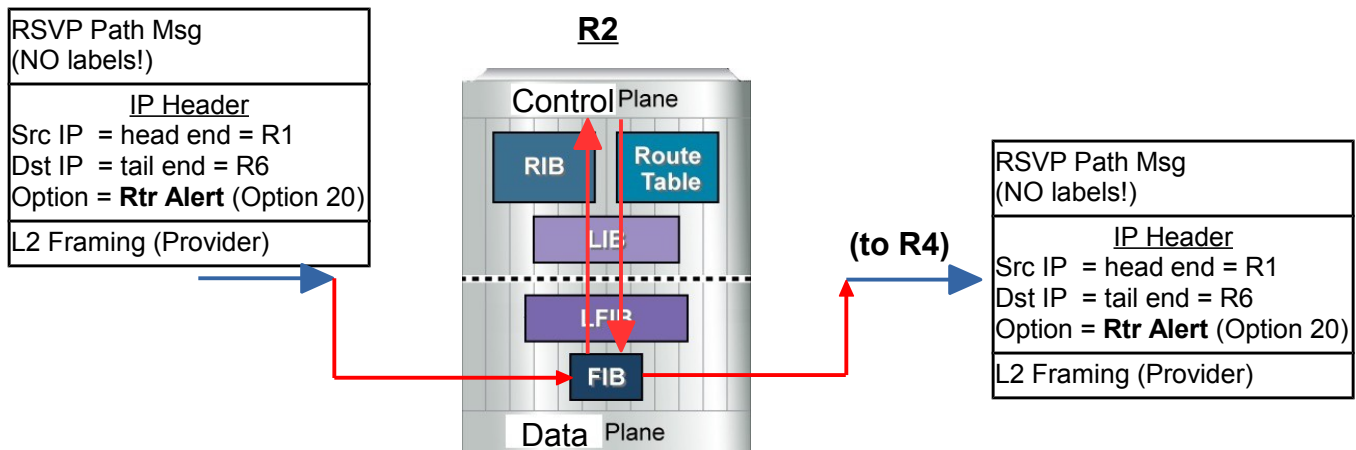 RSVP Path Msg
(NO labels!)
IP Header
Src IP = head end = R1
Dst IP = tail end = R6
Option = Rtr Alert (Option 20)
L2 Framing (Provider)
R2
Control Plane
RIB
Route
Table
LIB
LFIB
FIB
Data Plane
(to R4)
RSVP Path Msg
(NO labels!)
IP Header
Src IP = head end = R1
Dst IP = tail end = R6
Option = Rtr Alert (Option 20)
L2 Framing (Provider)